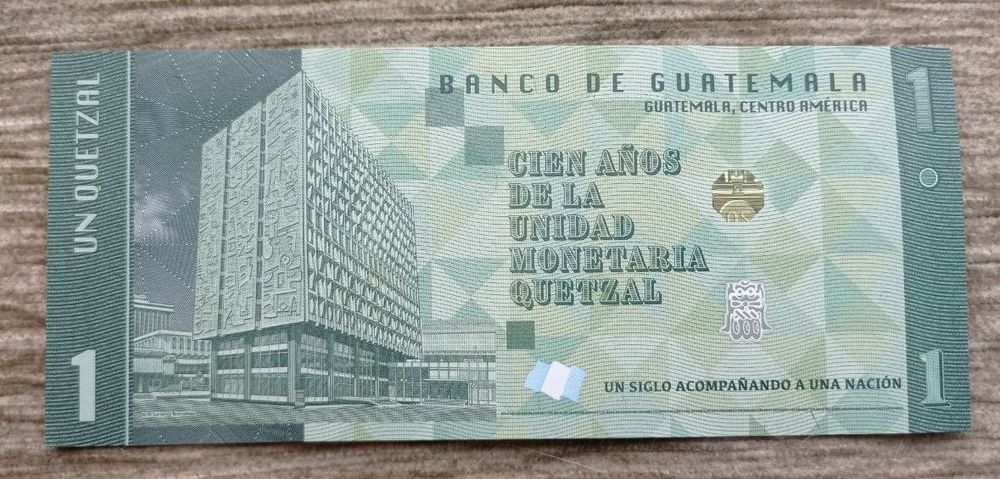 UN QUETZAL
1
BANCO DE GUATEMALA
GUATEMALA, CENTRO AMÉRICA
CIEN AÑOS
DE LA
UNIDAD
MONETARIA
QUETZAL
UN SIGLO ACOMPAÑANDO A UNA NACIÓN
1
1